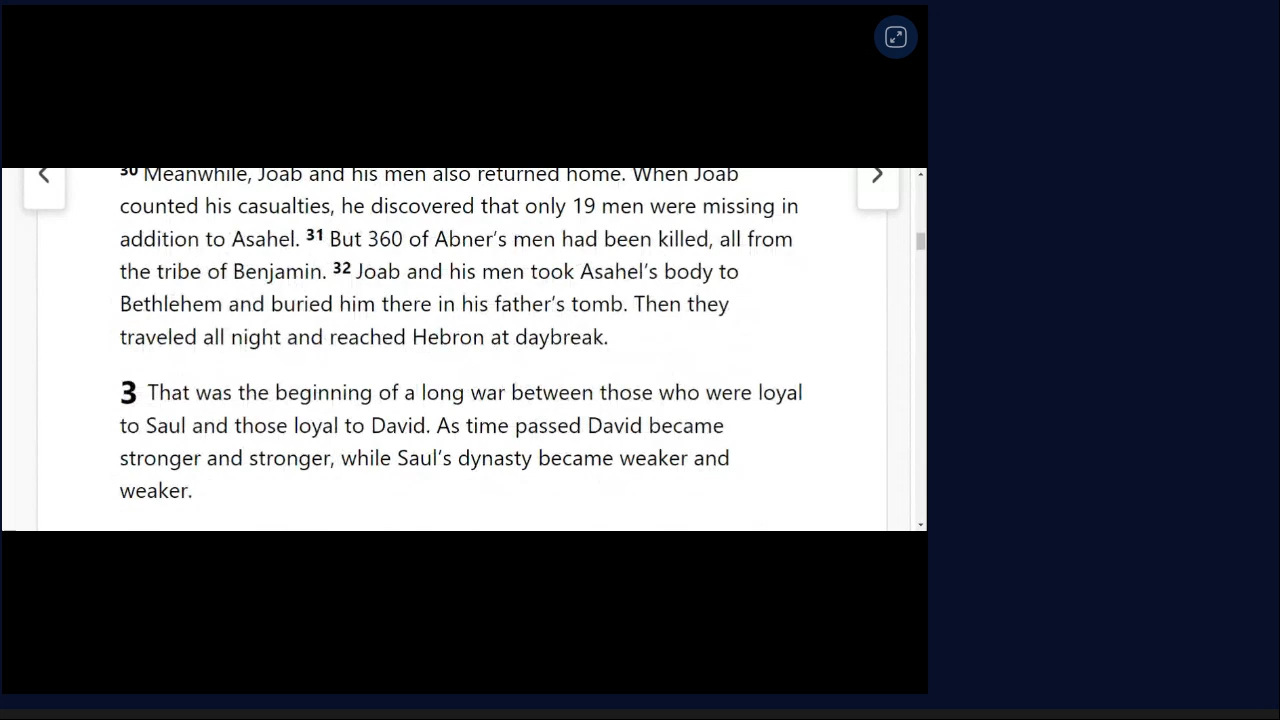 30 Meanwhile, Joab and his men also returned home. When Joab
counted his casualties, he discovered that only 19 men were missing in
addition to Asahel. 31 But 360 of Abner’s men had been killed, all from
the tribe of Benjamin. 32 Joab and his men took Asahel’s body to
Bethlehem and buried him there in his father’s tomb. Then they
traveled all night and reached Hebron at daybreak.
3 That was the beginning of a long war between those who were loyal
to Saul and those loyal to David. As time passed David became
stronger and stronger, while Saul’s dynasty became weaker and
weaker.